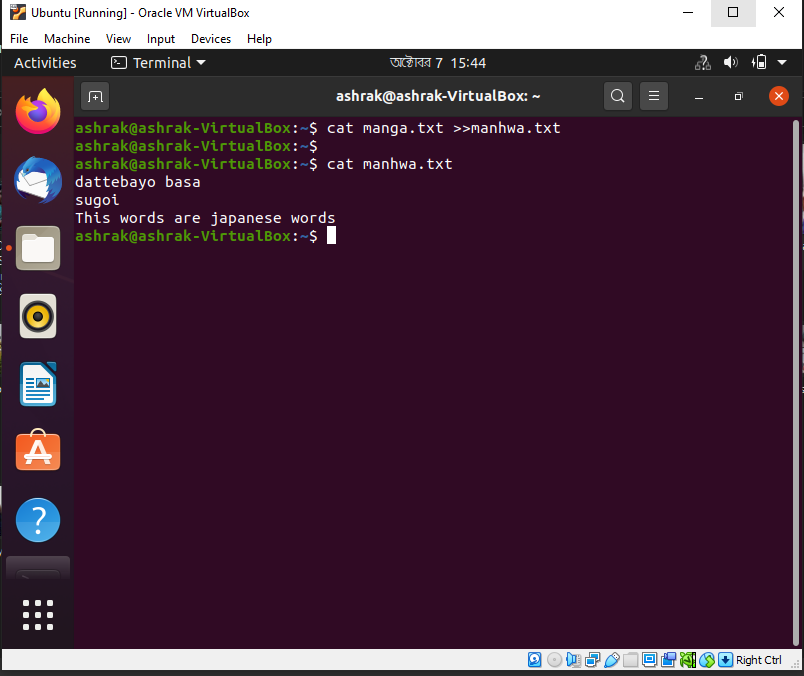 Ubuntu [Running] - Oracle VM VirtualBox
File Machine View Input Devices Help
Activities Terminal অক্টোবর 7 15:44
ashrak@ashrak-VirtualBox: ~
ashrak@ashrak-VirtualBox:~$ cat manga.txt >>manhwa.txt
ashrak@ashrak-VirtualBox:~$
ashrak@ashrak-VirtualBox:~$ cat manhwa.txt
dattebayo basa
sugoi
This words are japanese words
ashrak@ashrak-VirtualBox:~$
Right Ctrl